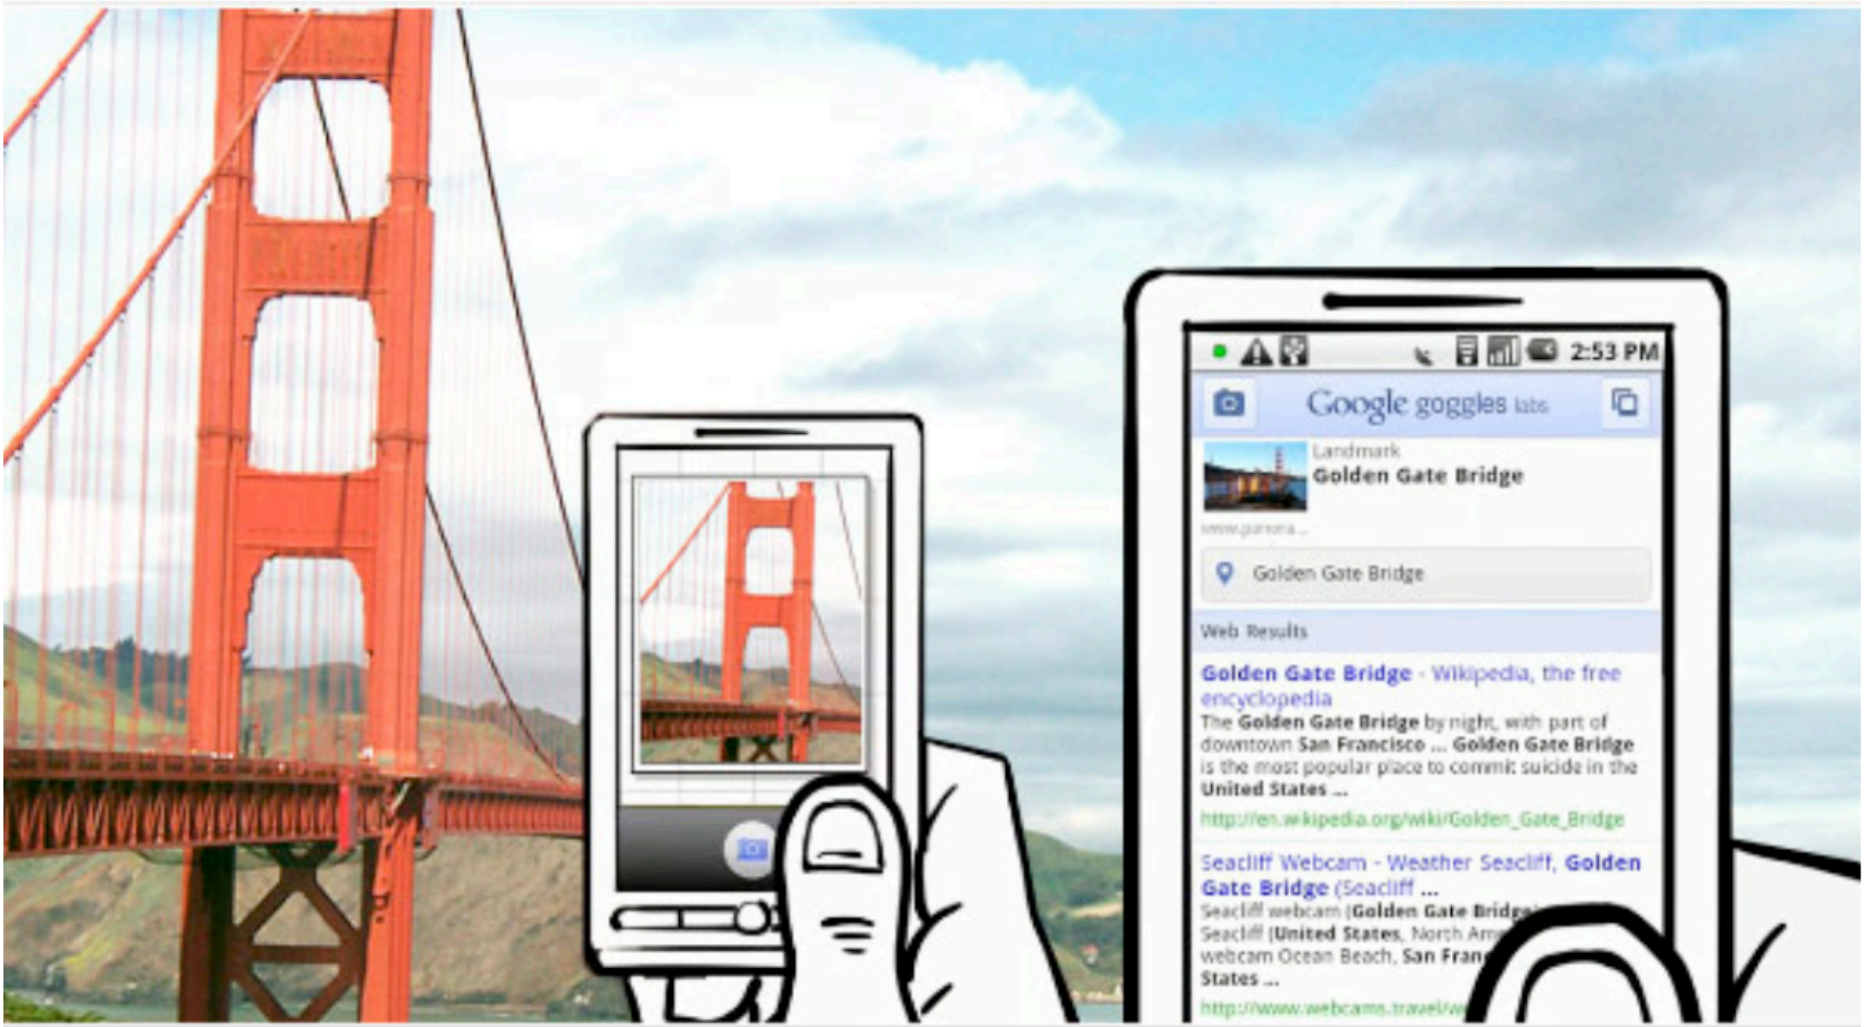 2:53 PM
Google goggles labs
Landmark
Golden Gate Bridge
Golden Gate Bridge
Web Results
Golden Gate Bridge - Wikipedia, the free
encyclopedia
The Golden Gate Bridge by night, with part of
downtown San Francisco ... Golden Gate Bridge
is the most popular place to commit suicide in the
United States ...
http://en.wikipedia.org/wiki/Golden_Gate_Bridge
Seacliff Webcam - Weather Seacliff, Golden
Gate Bridge (Seacliff ...
Seacliff webcam (Golden Gate Bridge)
Seacliff (United States, North
webcam Ocean Beach, San
States ...
http://www.webcams.travel/